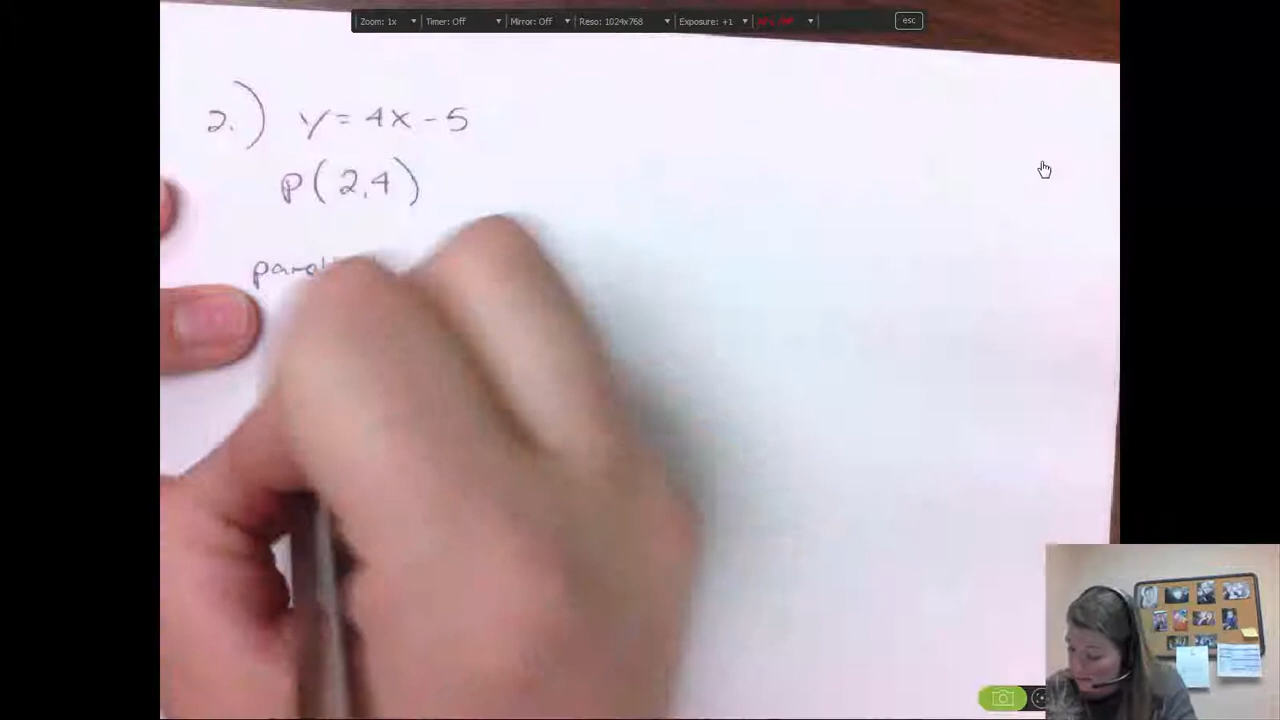 Zoom: 1x Timer: Off Mirror: Off Reso: 1024x768 Exposure: +1 esc
2.) y = 4x - 5
P(2,4)